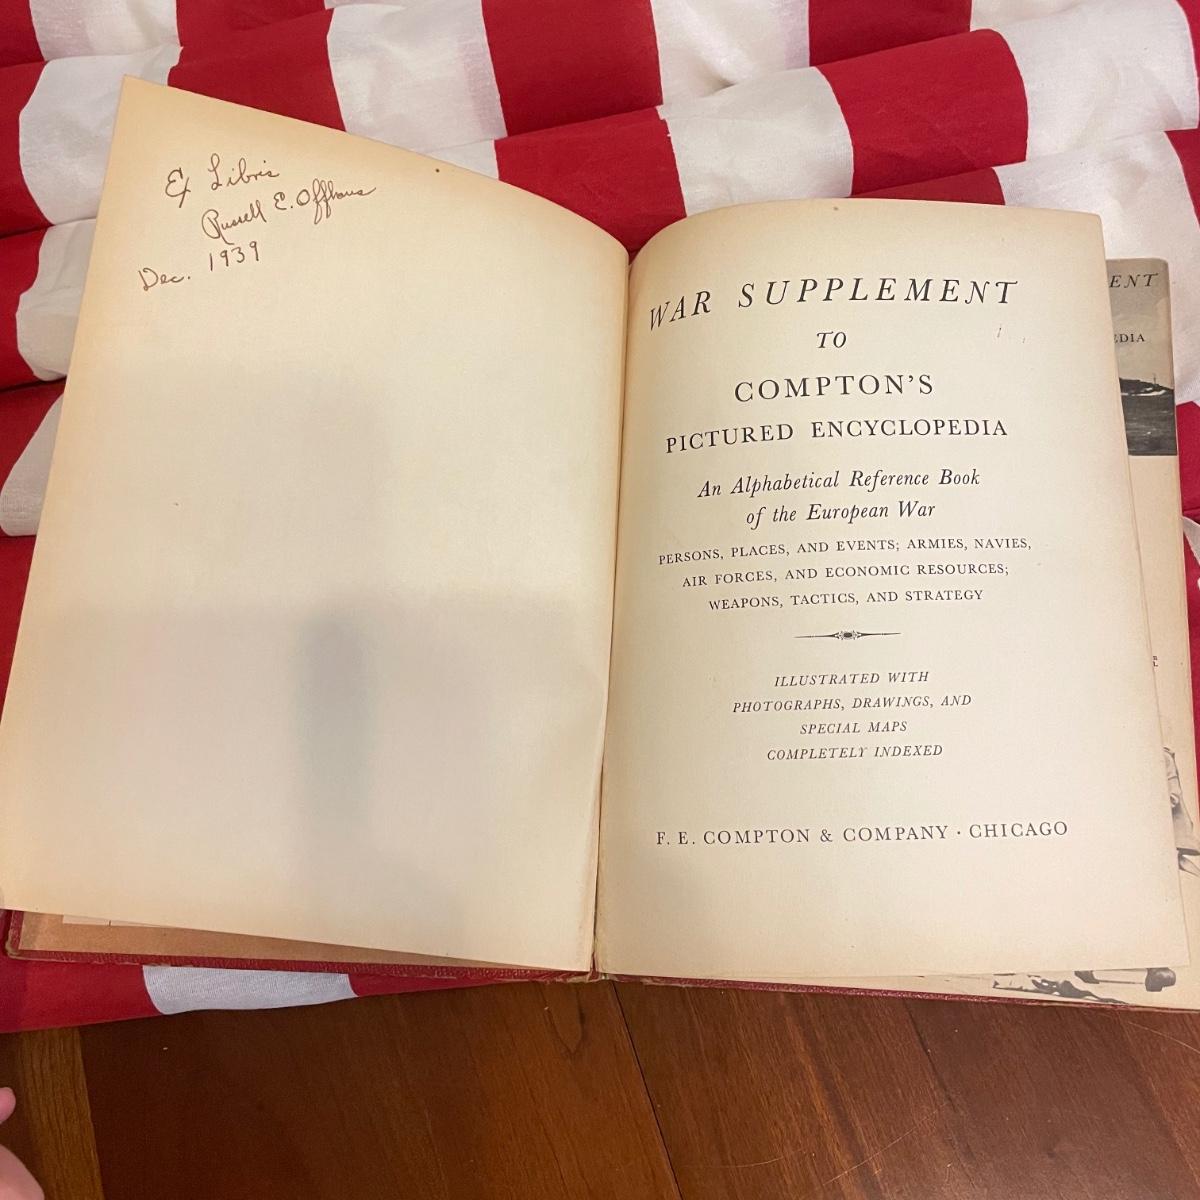 Ex Libris
Russell E. Offhaus
Dec. 1939
WAR SUPPLEMENT
TO
COMPTON'S
PICTURED ENCYCLOPEDIA
An Alphabetical Reference Book
of the European War
PERSONS, PLACES, AND EVENTS; ARMIES, NAVIES,
AIR FORCES, AND ECONOMIC RESOURCES;
WEAPONS, TACTICS, AND STRATEGY
ILLUSTRATED WITH
PHOTOGRAPHS, DRAWINGS, AND
SPECIAL MAPS
COMPLETELY INDEXED
F. E. COMPTON & COMPANY · CHICAGO
ENT
EDIA